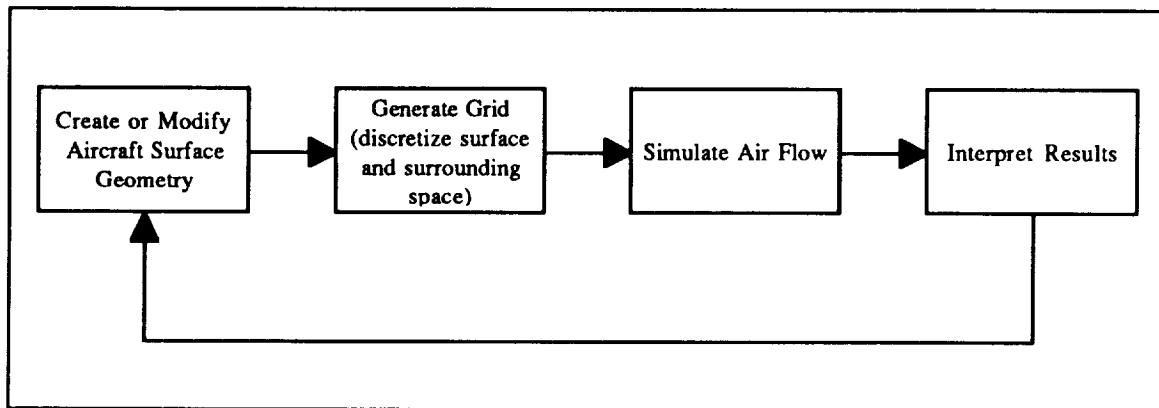 Create or Modify
Aircraft Surface
Geometry
Generate Grid
(discretize surface
and surrounding
space)
Simulate Air Flow
Interpret Results